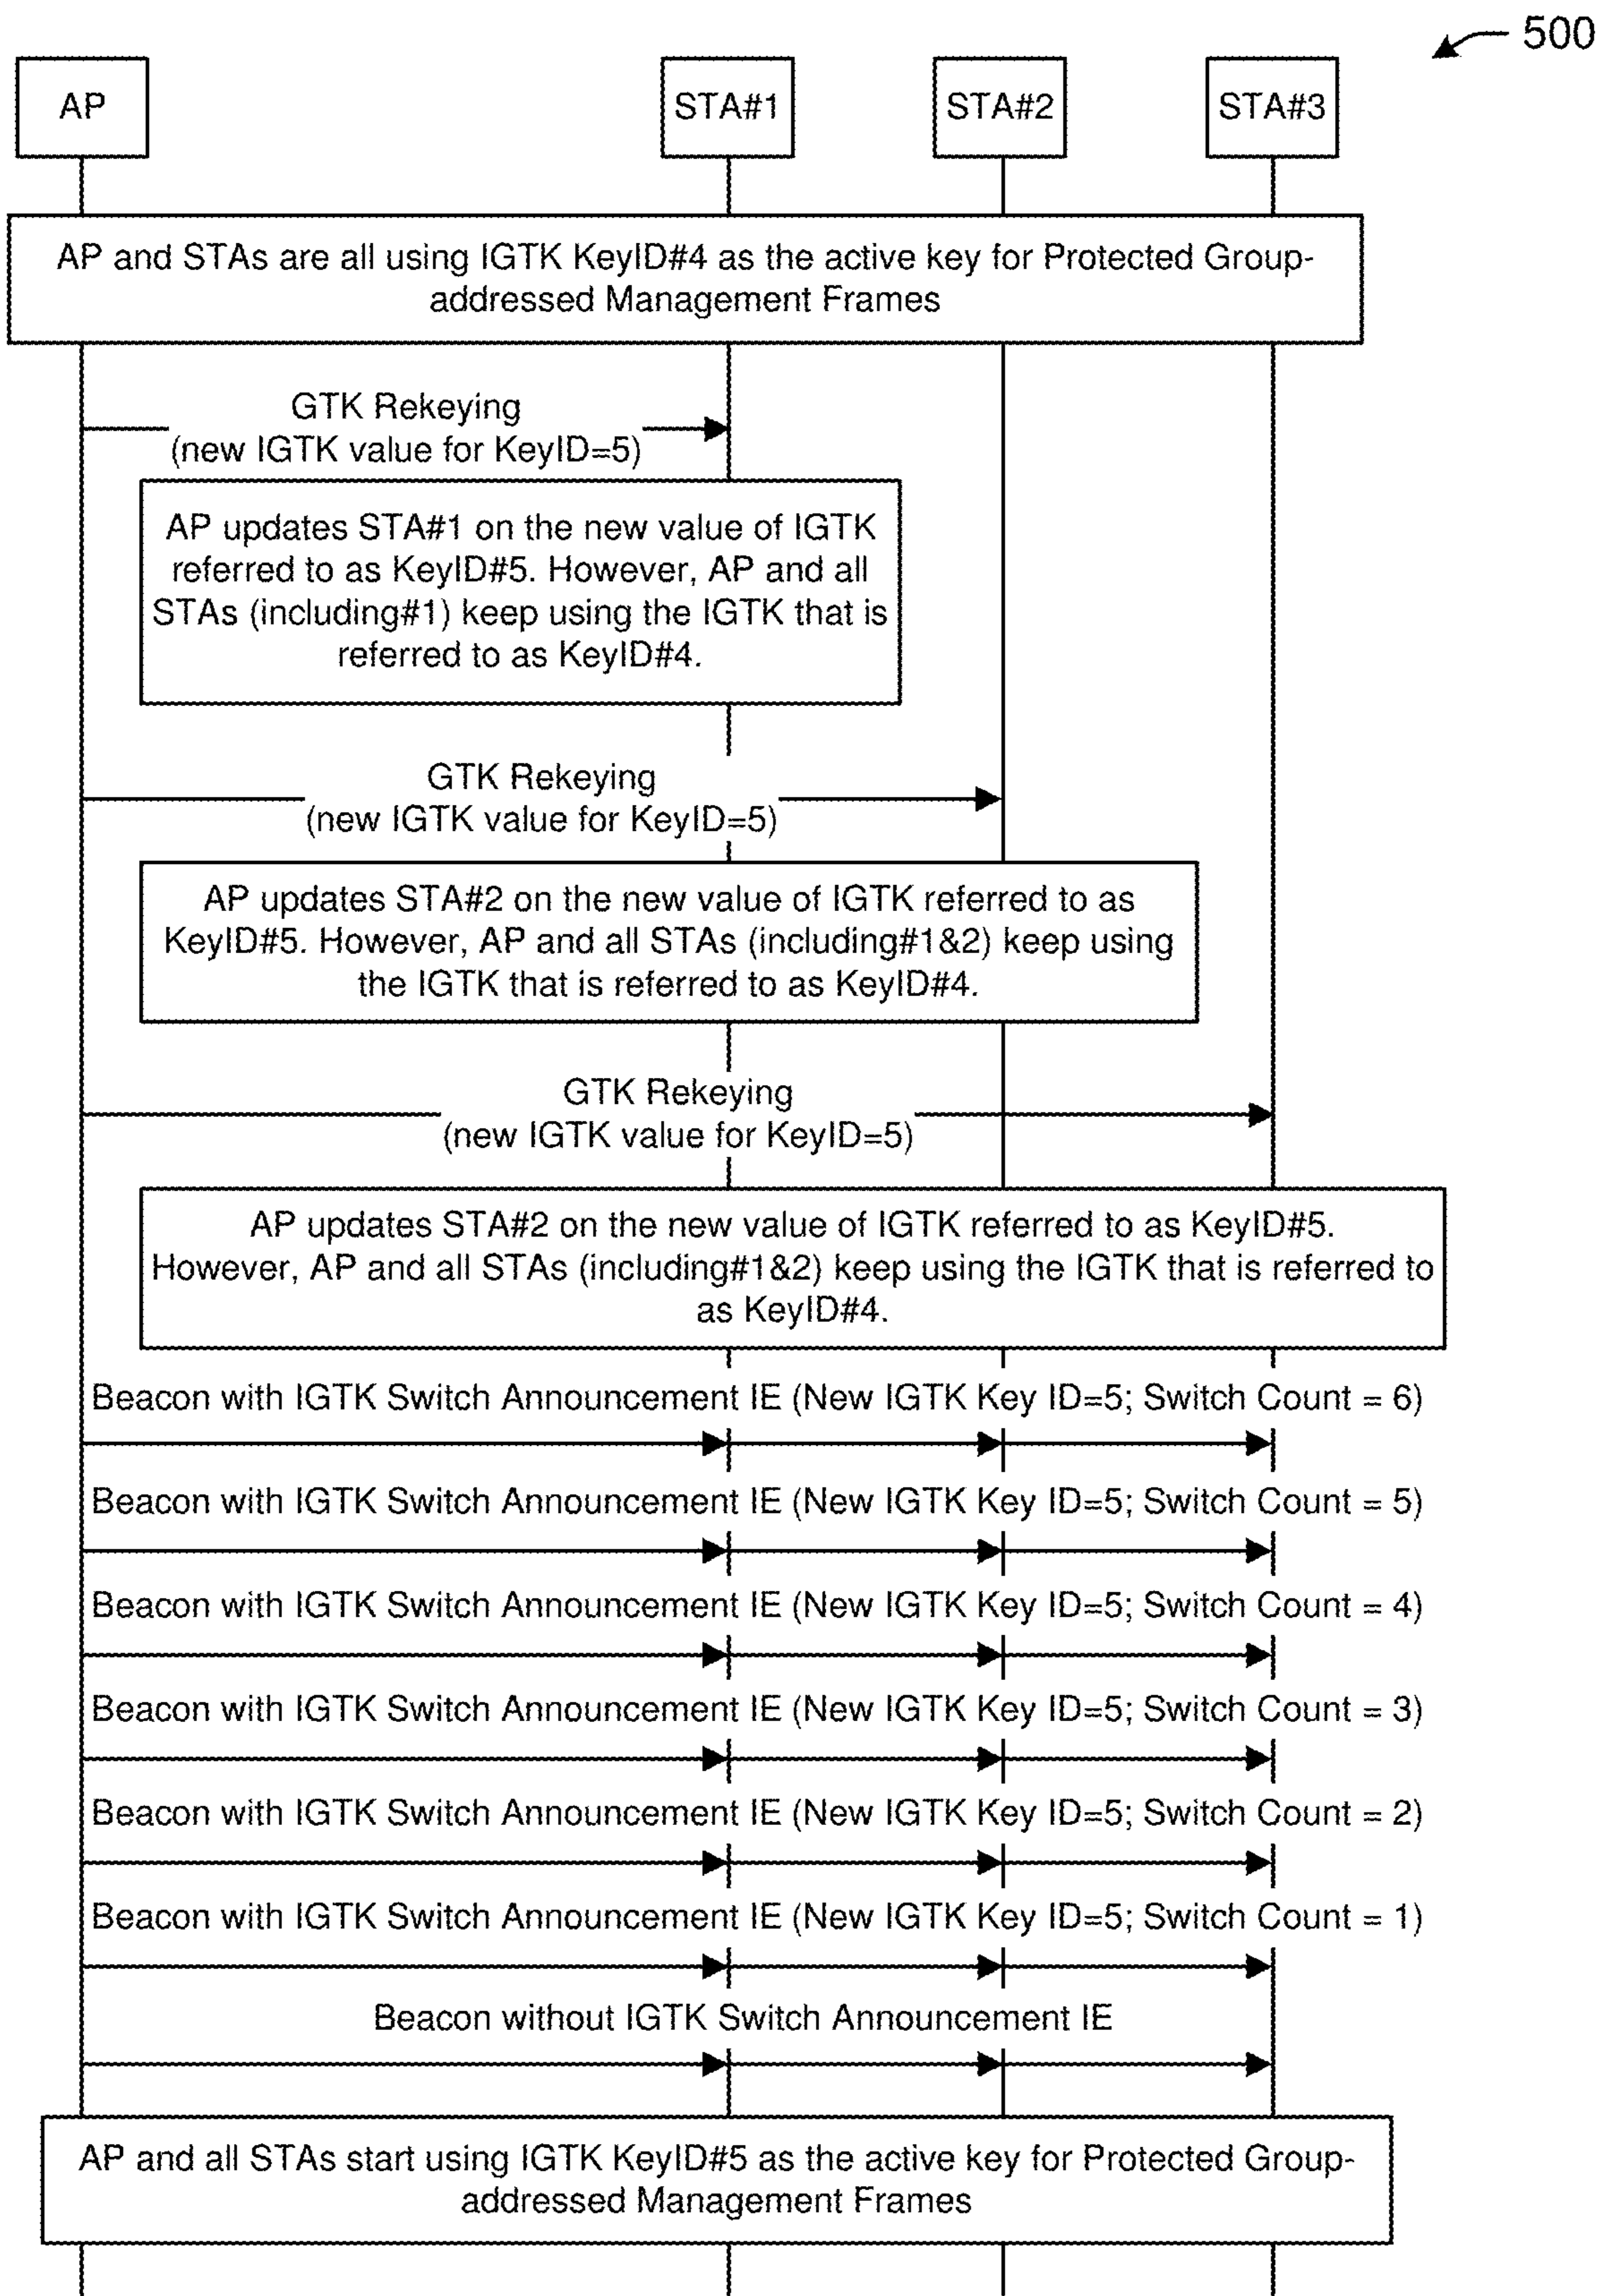 500
AP
STA#1
STA#2
STA#3
AP and STAs are all using IGTK KeyID#4 as the active key for Protected Group-
addressed Management Frames
GTK Rekeying
(new IGTK value for KeyID=5)
AP updates STA#1 on the new value of IGTK
referred to as KeyID#5. However, AP and all
STAs (including#1) keep using the IGTK that is
referred to as KeyID#4.
GTK Rekeying
(new IGTK value for KeyID=5)
AP updates STA#2 on the new value of IGTK referred to as
KeyID#5. However, AP and all STAs (including#1&2) keep using
the IGTK that is referred to as KeyID#4.
GTK Rekeying
(new IGTK value for KeyID=5)
AP updates STA#2 on the new value of IGTK referred to as KeyID#5.
However, AP and all STAs (including#1&2) keep using the IGTK that is referred to
as KeyID#4.
Beacon with IGTK Switch Announcement IE (New IGTK Key ID=5; Switch Count = 6)
Beacon with IGTK Switch Announcement IE (New IGTK Key ID=5; Switch Count = 5)
Beacon with IGTK Switch Announcement IE (New IGTK Key ID=5; Switch Count = 4)
Beacon with IGTK Switch Announcement IE (New IGTK Key ID=5; Switch Count = 3)
Beacon with IGTK Switch Announcement IE (New IGTK Key ID=5; Switch Count = 2)
Beacon with IGTK Switch Announcement IE (New IGTK Key ID=5; Switch Count = 1)
Beacon without IGTK Switch Announcement IE
AP and all STAs start using IGTK KeyID#5 as the active key for Protected Group-
addressed Management Frames